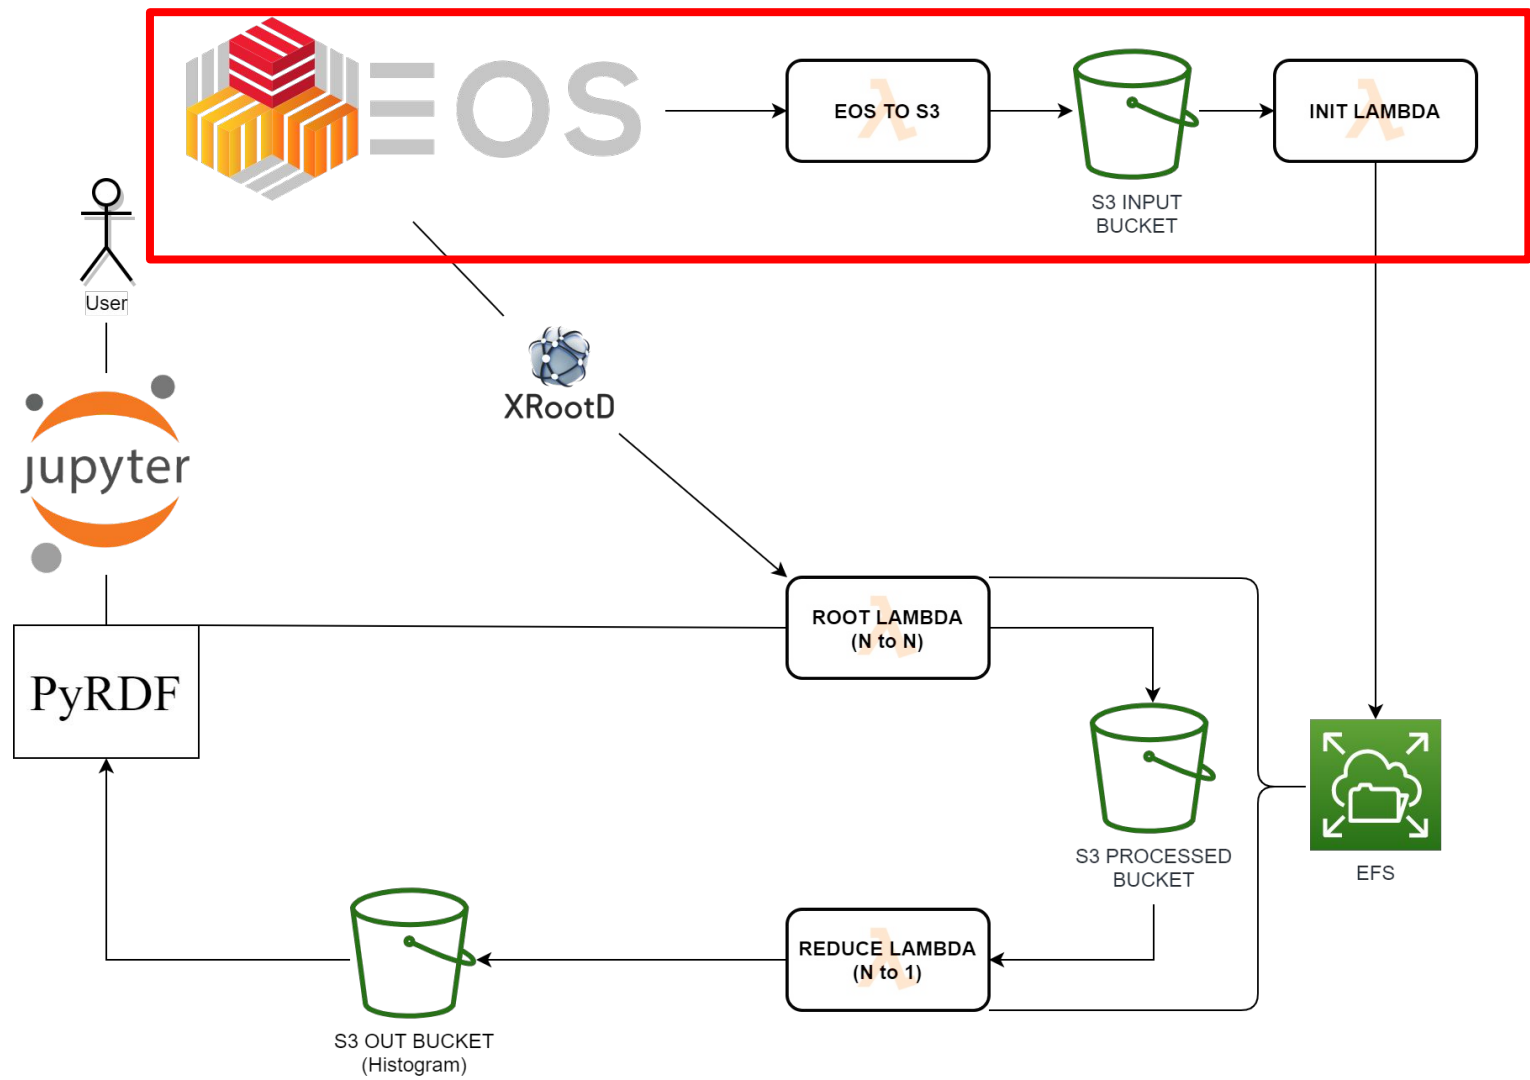 EOS
EOS TO S3
INIT LAMBDA
S3 INPUT
BUCKET
User
XRootD
jupyter
ROOT LAMBDA
(N to N)
PyRDF
S3 PROCESSED
BUCKET
EFS
REDUCE LAMBDA
(N to 1)
S3 OUT BUCKET
(Histogram)